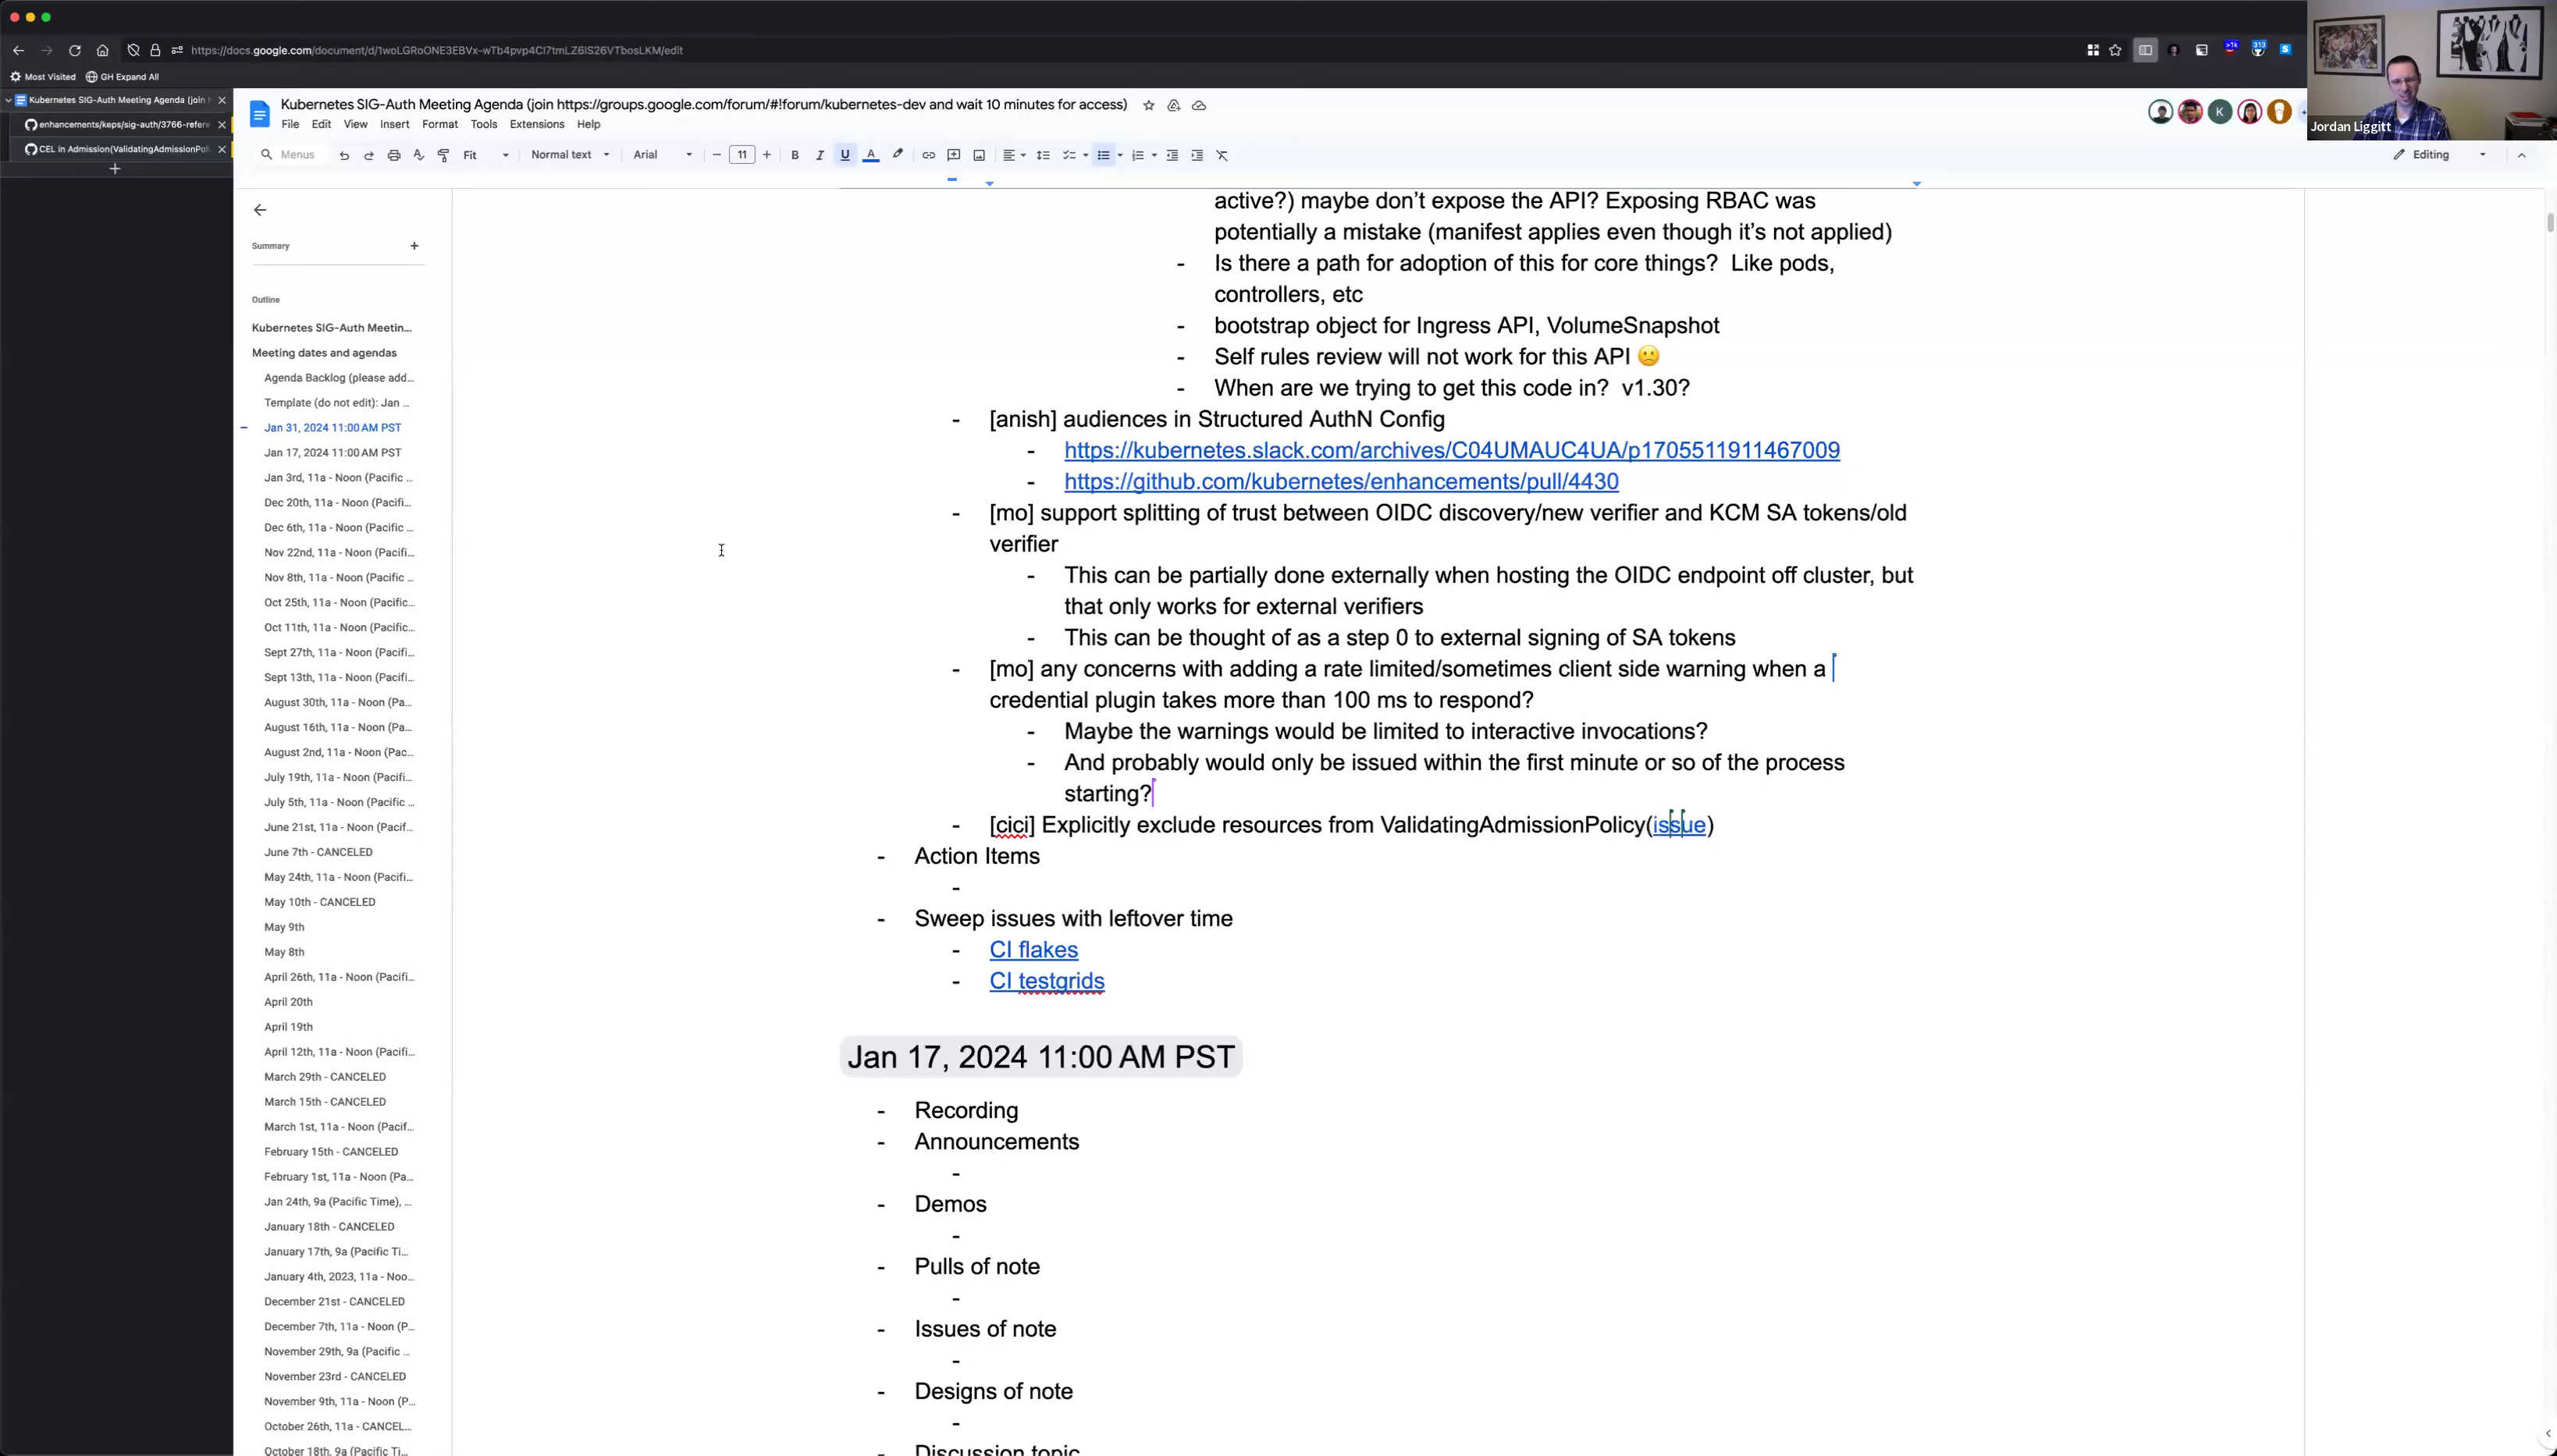 https://docs.google.com/document/d/1woLGRoONE3EBVx-wTb4pvp4Cl7tmLZ6lS26VTbosLKM/edit
>1k
313
Most Visited
GH Expand All
Kubernetes SIG-Auth Meeting Agenda (join h
enhancements/keps/sig-auth/3766-refere
CEL in Admission(ValidatingAdmissionPoli
Kubernetes SIG-Auth Meeting Agenda (join https://groups.google.com/forum/#!forum/kubernetes-dev and wait 10 minutes for access)
File Edit View Insert Format Tools Extensions Help
K
Jordan Liggitt
Menus
Fit
Normal text
Arial
11
Editing
Summary
Outline
Kubernetes SIG-Auth Meetin...
Meeting dates and agendas
Agenda Backlog (please add...
Template (do not edit): Jan ...
Jan 31, 2024 11:00 AM PST
Jan 17, 2024 11:00 AM PST
Jan 3rd, 11a - Noon (Pacific ...
Dec 20th, 11a - Noon (Pacifi...
Dec 6th, 11a - Noon (Pacific ...
Nov 22nd, 11a - Noon (Pacifi...
Nov 8th, 11a - Noon (Pacific ...
Oct 25th, 11a - Noon (Pacifi...
Oct 11th, 11a - Noon (Pacific...
Sept 27th, 11a - Noon (Pacifi...
Sept 13th, 11a - Noon (Pacifi...
August 30th, 11a - Noon (Pa...
August 16th, 11a - Noon (Pa...
August 2nd, 11a - Noon (Pac...
July 19th, 11a - Noon (Pacifi...
July 5th, 11a - Noon (Pacific ...
June 21st, 11a - Noon (Pacifi...
June 7th - CANCELED
May 24th, 11a - Noon (Pacifi...
May 10th - CANCELED
May 9th
May 8th
April 26th, 11a - Noon (Pacifi...
April 20th
April 19th
April 12th, 11a - Noon (Pacifi...
March 29th - CANCELED
March 15th - CANCELED
March 1st, 11a - Noon (Pacif...
February 15th - CANCELED
February 1st, 11a - Noon (Pa...
Jan 24th, 9a (Pacific Time), ...
January 18th - CANCELED
January 17th, 9a (Pacific Ti...
January 4th, 2023, 11a - Noo...
December 21st - CANCELED
December 7th, 11a - Noon (P...
November 29th, 9a (Pacific ...
November 23rd - CANCELED
November 9th, 11a - Noon (P...
October 26th, 11a - CANCEL...
October 18th, 9a (Pacific Ti...
active?) maybe don’t expose the API? Exposing RBAC was
potentially a mistake (manifest applies even though it’s not applied)
- Is there a path for adoption of this for core things? Like pods,
controllers, etc
- bootstrap object for Ingress API, VolumeSnapshot
- Self rules review will not work for this API 🙁
- When are we trying to get this code in? v1.30?
- [anish] audiences in Structured AuthN Config
- https://kubernetes.slack.com/archives/C04UMAUC4UA/p1705511911467009
- https://github.com/kubernetes/enhancements/pull/4430
- [mo] support splitting of trust between OIDC discovery/new verifier and KCM SA tokens/old
verifier
- This can be partially done externally when hosting the OIDC endpoint off cluster, but
that only works for external verifiers
- This can be thought of as a step 0 to external signing of SA tokens
- [mo] any concerns with adding a rate limited/sometimes client side warning when a
credential plugin takes more than 100 ms to respond?
- Maybe the warnings would be limited to interactive invocations?
- And probably would only be issued within the first minute or so of the process
starting?
- [cici] Explicitly exclude resources from ValidatingAdmissionPolicy(issue)
- Action Items
-
- Sweep issues with leftover time
- CI flakes
- CI testgrids
Jan 17, 2024 11:00 AM PST
- Recording
- Announcements
-
- Demos
-
- Pulls of note
-
- Issues of note
-
- Designs of note
-
- Discussion topic